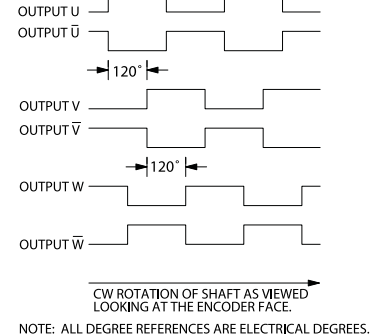 OUTPUT U
OUTPUT U̅
120°
OUTPUT V
OUTPUT V̅
120°
OUTPUT W
OUTPUT W̅
CW ROTATION OF SHAFT AS VIEWED
LOOKING AT THE ENCODER FACE.
NOTE: ALL DEGREE REFERENCES ARE ELECTRICAL DEGREES.